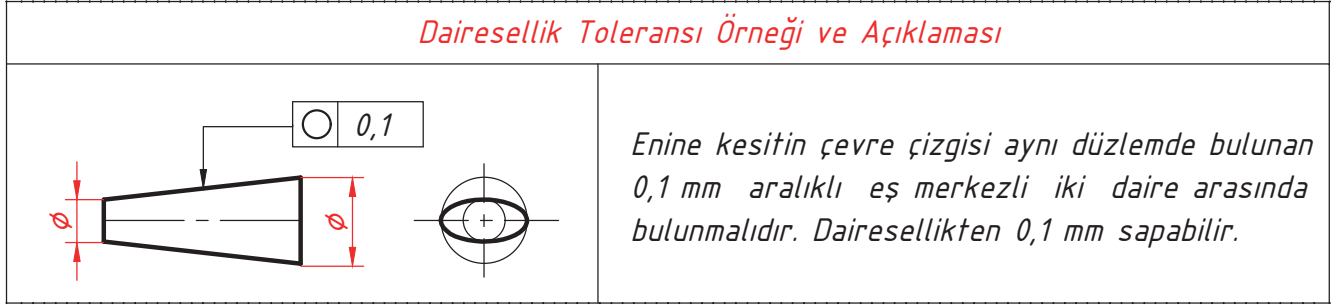 Dairesellik Toleransı Örneği ve Açıklaması
0,1
Ø
Ø
Enine kesitin çevre çizgisi aynı düzlemde bulunan
0,1 mm aralıklı eş merkezli iki daire arasında
bulunmalıdır. Dairesellikten 0,1 mm sapabilir.